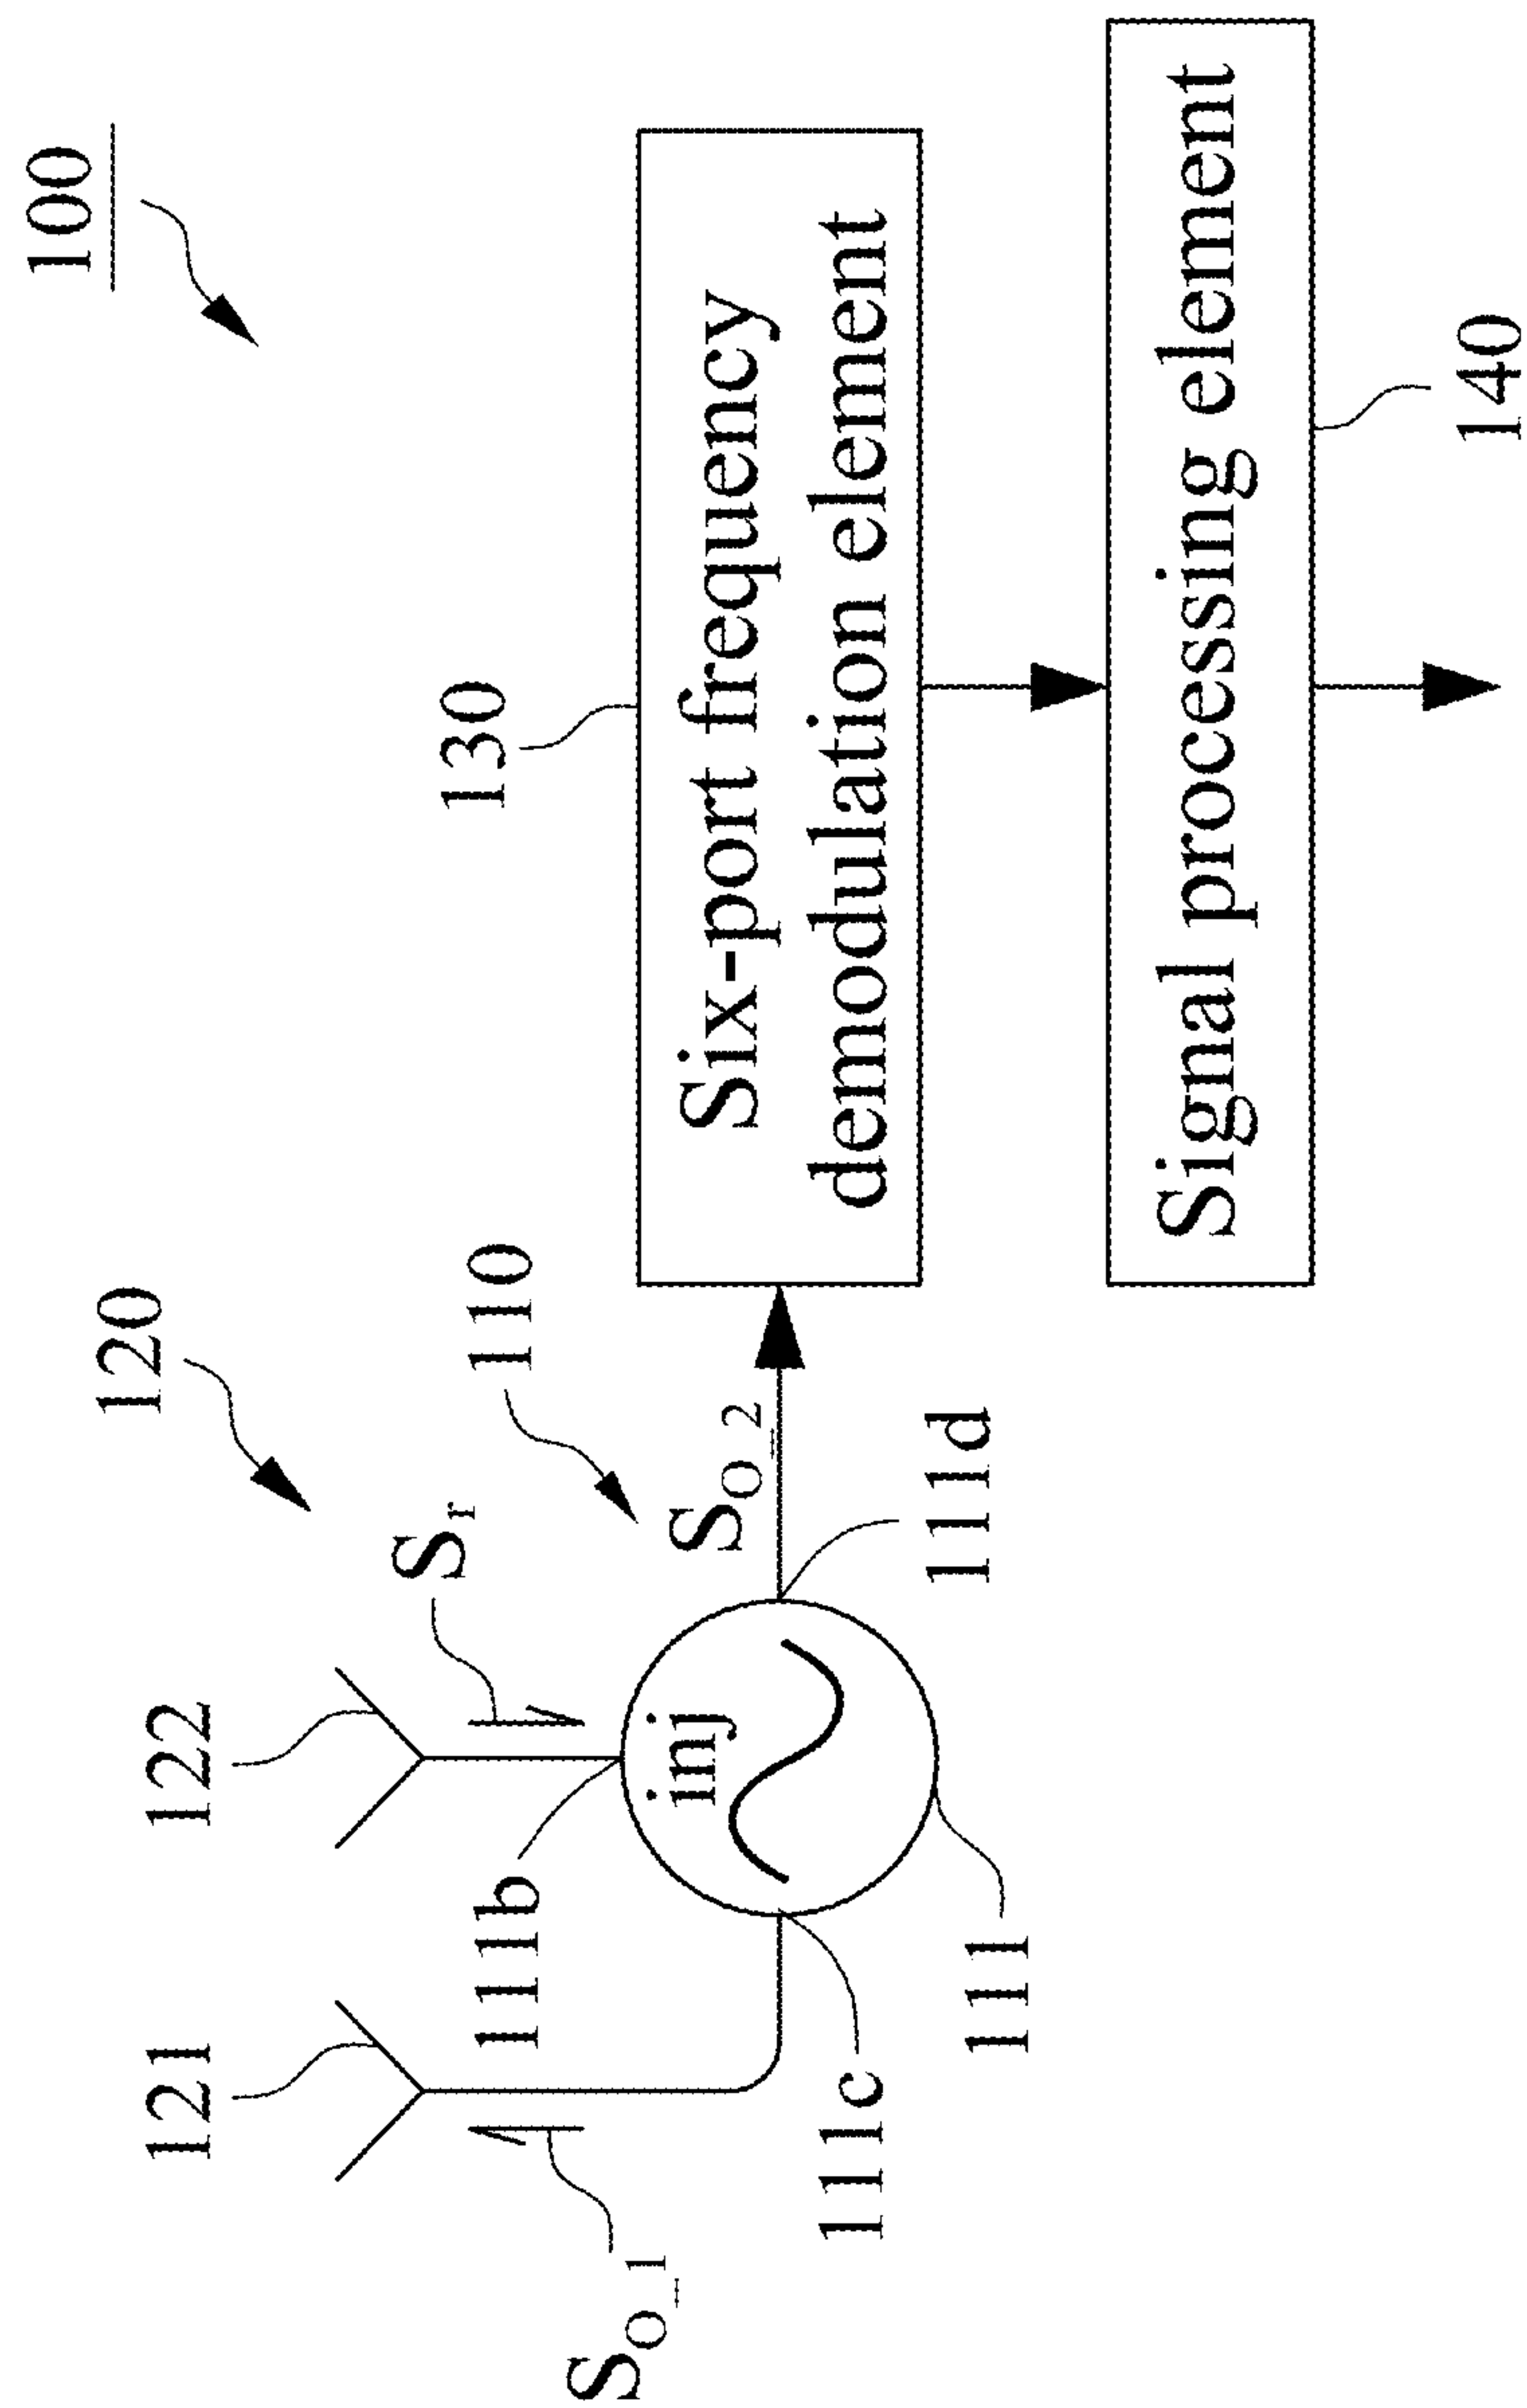 100
120
121
122
S_r
110
130
111b
inj
S_O_1
S_O_2
Six-port frequency
demodulation element
111c
111d
111
Signal processing element
140